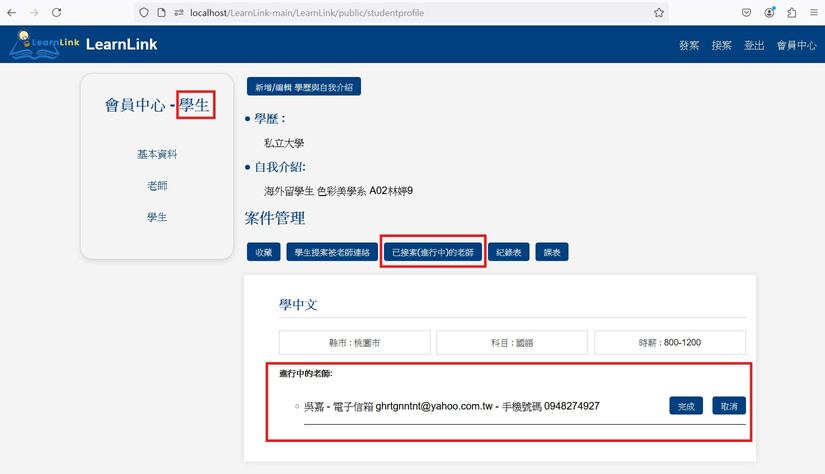 localhost/LearnLink-main/LearnLink/public/studentprofile
LearnLink LearnLink
發案 接案 登出 會員中心
會員中心 - 學生
基本資料
老師
學生
新增/編輯 學歷與自我介紹
學歷 :
私立大學
自我介紹:
海外留學生 色彩美學系 A02林婷9
案件管理
收藏 學生提案被老師連絡 已接案(進行中)的老師 紀錄表 課表
學中文
縣市 : 桃園市 科目 : 國語 時薪 : 800-1200
進行中的老師:
吳嘉 - 電子信箱 ghrtgnntnt@yahoo.com.tw - 手機號碼 0948274927 完成 取消